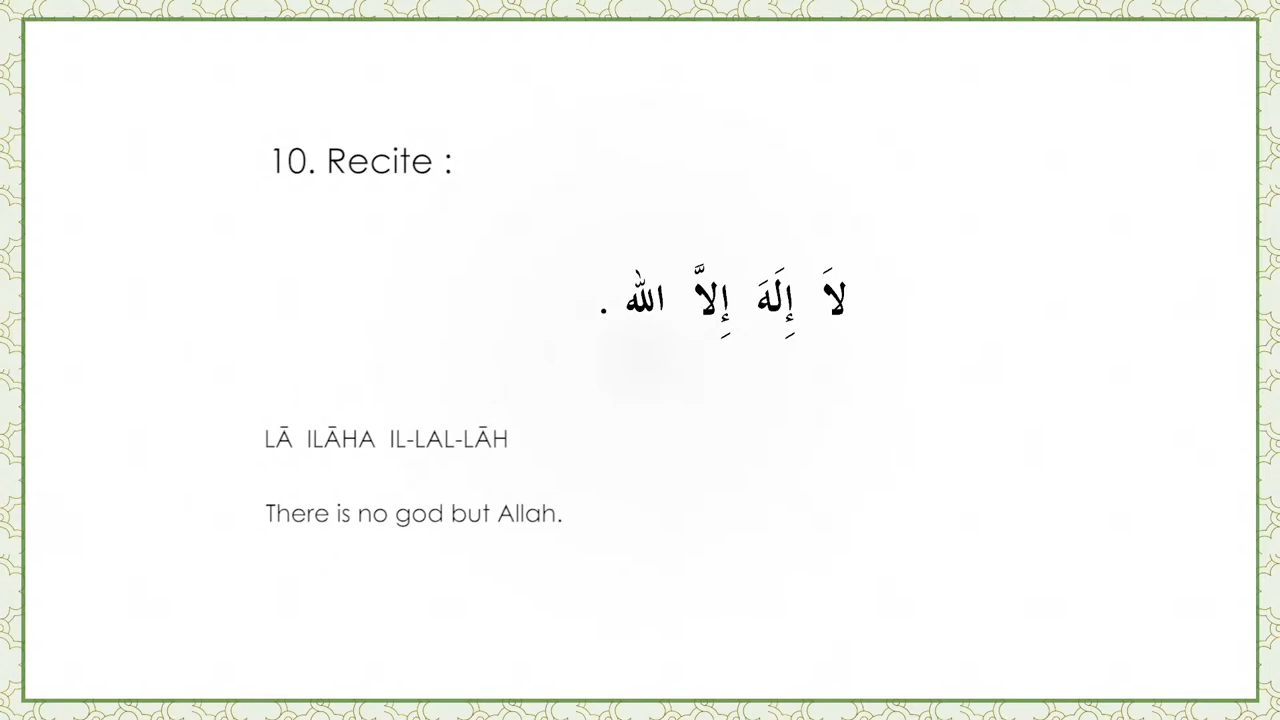 10. Recite :
لاَ إِلَهَ إِلاَّ اللهُ .
LĀ ILĀHA IL-LAL-LĀH
There is no god but Allah.